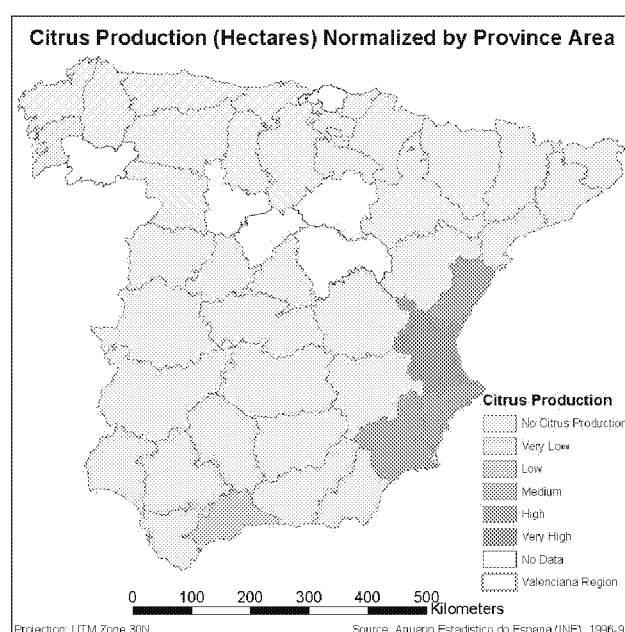 Citrus Production (Hectares) Normalized by Province Area
Citrus Production
No Citrus Production
Very Low
Low
Medium
High
Very High
No Data
Valenciana Region
0 100 200 300 400 500
Kilometers
Projection: UTM Zone 30N
Source: Anuario Estadistico do Espana (INE), 1996-9